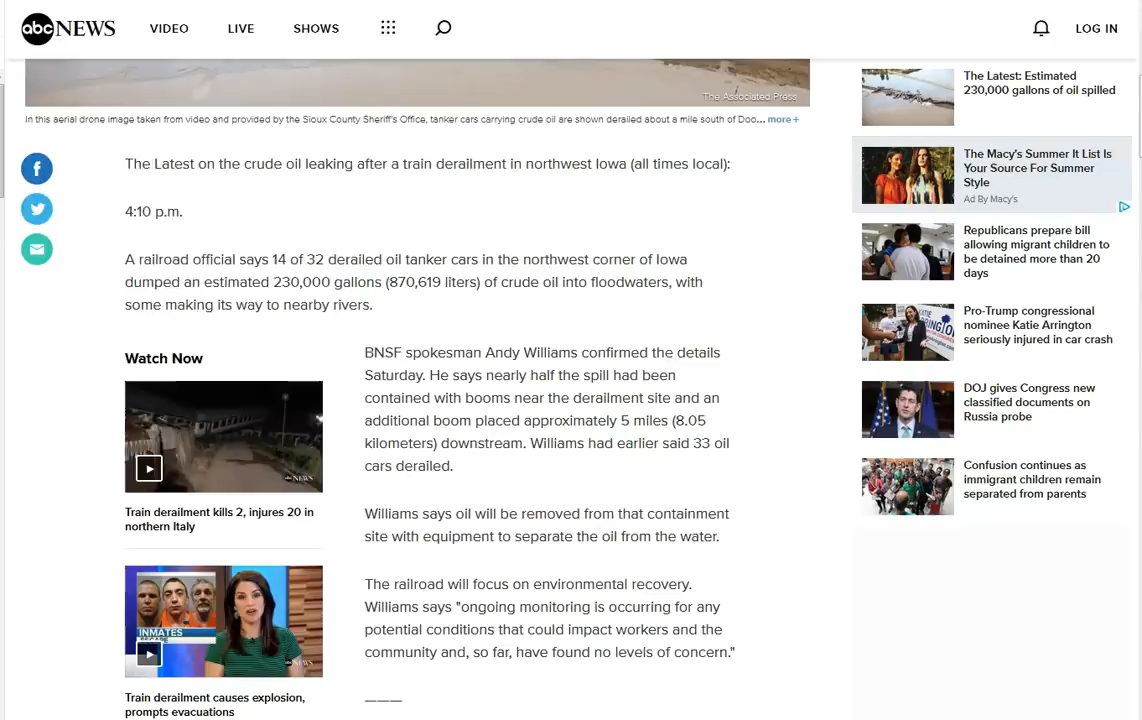 abc NEWS
VIDEO
LIVE
SHOWS
LOG IN
The Associated Press
In this aerial drone image taken from video and provided by the Sioux County Sheriff's Office, tanker cars carrying crude oil are shown derailed about a mile south of Doo... more +
The Latest on the crude oil leaking after a train derailment in northwest Iowa (all times local):
4:10 p.m.
A railroad official says 14 of 32 derailed oil tanker cars in the northwest corner of Iowa
dumped an estimated 230,000 gallons (870,619 liters) of crude oil into floodwaters, with
some making its way to nearby rivers.
Watch Now
abc NEWS
Train derailment kills 2, injures 20 in
northern Italy
INMATES
ESCAPE
abc NEWS
Train derailment causes explosion,
prompts evacuations
BNSF spokesman Andy Williams confirmed the details
Saturday. He says nearly half the spill had been
contained with booms near the derailment site and an
additional boom placed approximately 5 miles (8.05
kilometers) downstream. Williams had earlier said 33 oil
cars derailed.
Williams says oil will be removed from that containment
site with equipment to separate the oil from the water.
The railroad will focus on environmental recovery.
Williams says "ongoing monitoring is occurring for any
potential conditions that could impact workers and the
community and, so far, have found no levels of concern."
———
The Latest: Estimated
230,000 gallons of oil spilled
The Macy's Summer It List Is
Your Source For Summer
Style
Ad By Macy's
Republicans prepare bill
allowing migrant children to
be detained more than 20
days
Pro-Trump congressional
nominee Katie Arrington
seriously injured in car crash
DOJ gives Congress new
classified documents on
Russia probe
Confusion continues as
immigrant children remain
separated from parents